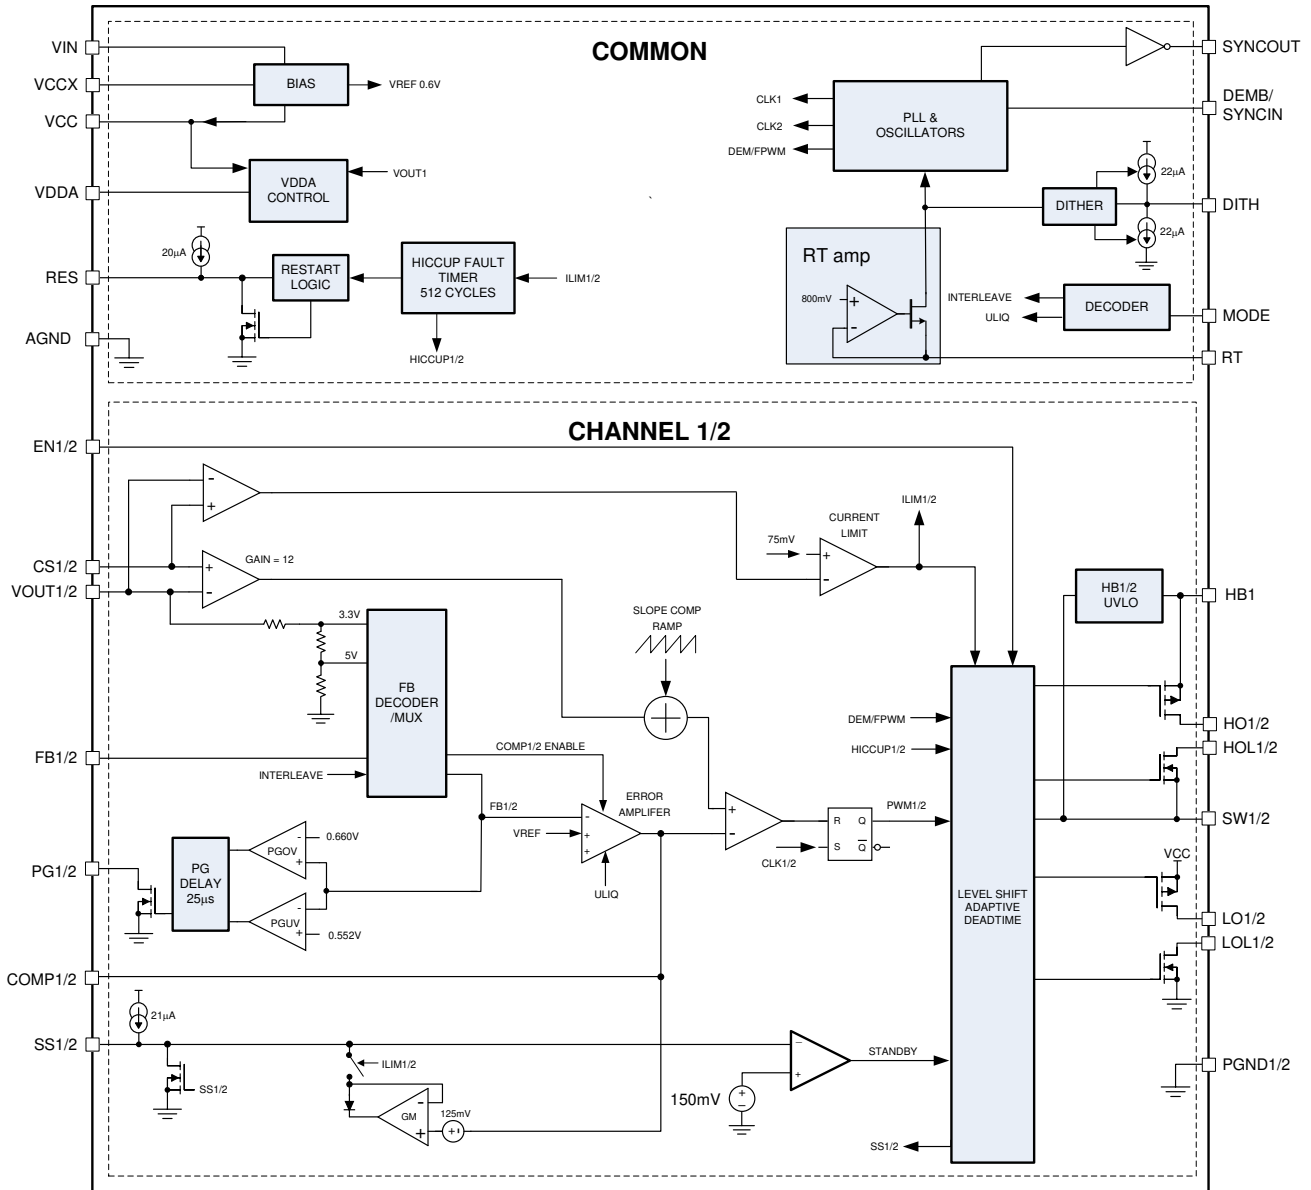 COMMON
VIN
VCCX
VCC
VDDA
RES
AGND
BIAS
VREF 0.6V
VDDA
CONTROL
VOUT1
20µA
RESTART
LOGIC
HICCUP FAULT
TIMER
512 CYCLES
ILIM1/2
HICCUP1/2
CLK1
CLK2
DEM/FPWM
PLL &
OSCILLATORS
SYNCOUT
DEMB/
SYNCIN
22µA
DITHER
DITH
22µA
RT amp
800mV
+
-
INTERLEAVE
ULIQ
DECODER
MODE
RT
CHANNEL 1/2
EN1/2
-
+
CS1/2
VOUT1/2
+
-
GAIN = 12
ILIM1/2
CURRENT
LIMIT
75mV
+
-
3.3V
5V
FB
DECODER
/MUX
SLOPE COMP
RAMP
HB1/2
UVLO
HB1
HO1/2
HOL1/2
SW1/2
FB1/2
INTERLEAVE
COMP1/2 ENABLE
FB1/2
ERROR
AMPLIFER
VREF
-
+
+
ULIQ
+
-
R Q
S Q
CLK1/2
PWM1/2
DEM/FPWM
HICCUP1/2
LEVEL SHIFT
ADAPTIVE
DEADTIME
VCC
LO1/2
LOL1/2
PG1/2
PG
DELAY
25µs
PGOV
-
+
0.660V
PGUV
-
+
0.552V
COMP1/2
21µA
SS1/2
SS1/2
ILIM1/2
GM
-
+
125mV
+
-
150mV
+
-
–
+
STANDBY
SS1/2
PGND1/2